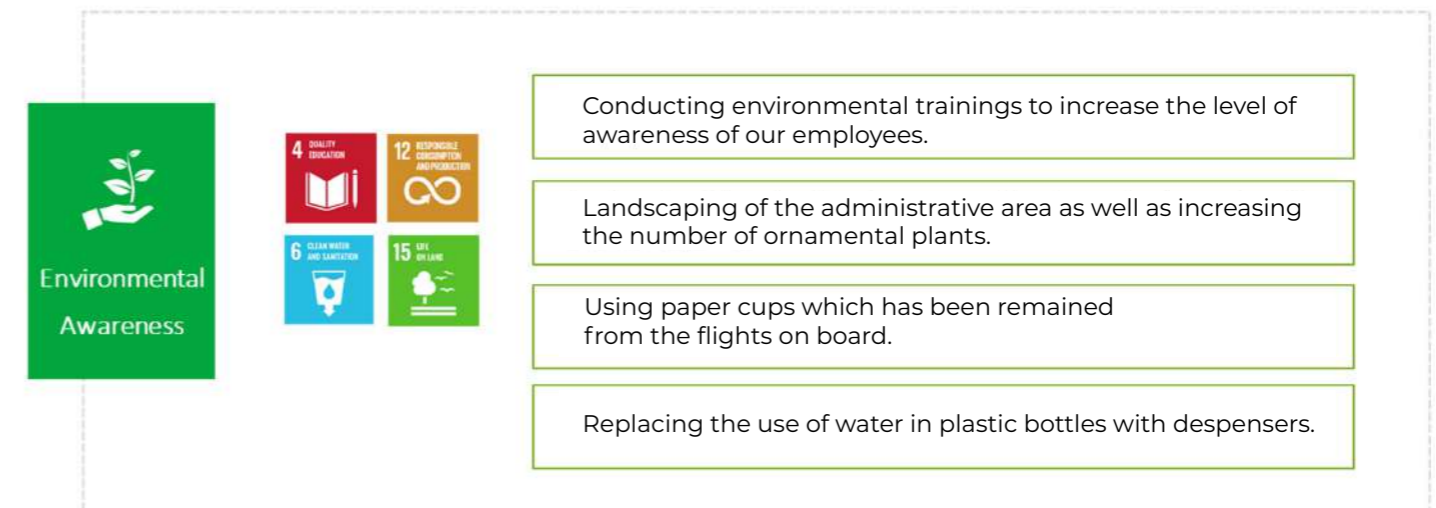 Environmental
Awareness
4 QUALITY
EDUCATION
12 RESPONSIBLE
CONSUMPTION
AND PRODUCTION
6 CLEAN WATER
AND SANITATION
15 LIFE
ON LAND
Conducting environmental trainings to increase the level of
awareness of our employees.
Landscaping of the administrative area as well as increasing
the number of ornamental plants.
Using paper cups which has been remained
from the flights on board.
Replacing the use of water in plastic bottles with despensers.